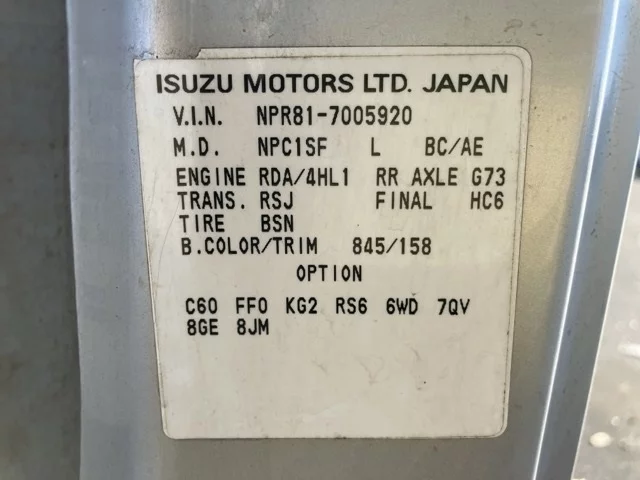 ISUZU MOTORS LTD. JAPAN
V.I.N. NPR81-7005920
M.D. NPC1SF L BC/AE
ENGINE RDA/4HL1 RR AXLE G73
TRANS. RSJ FINAL HC6
TIRE BSN
B.COLOR/TRIM 845/158
OPTION
C60 FF0 KG2 RS6 6WD 7QV
8GE 8JM